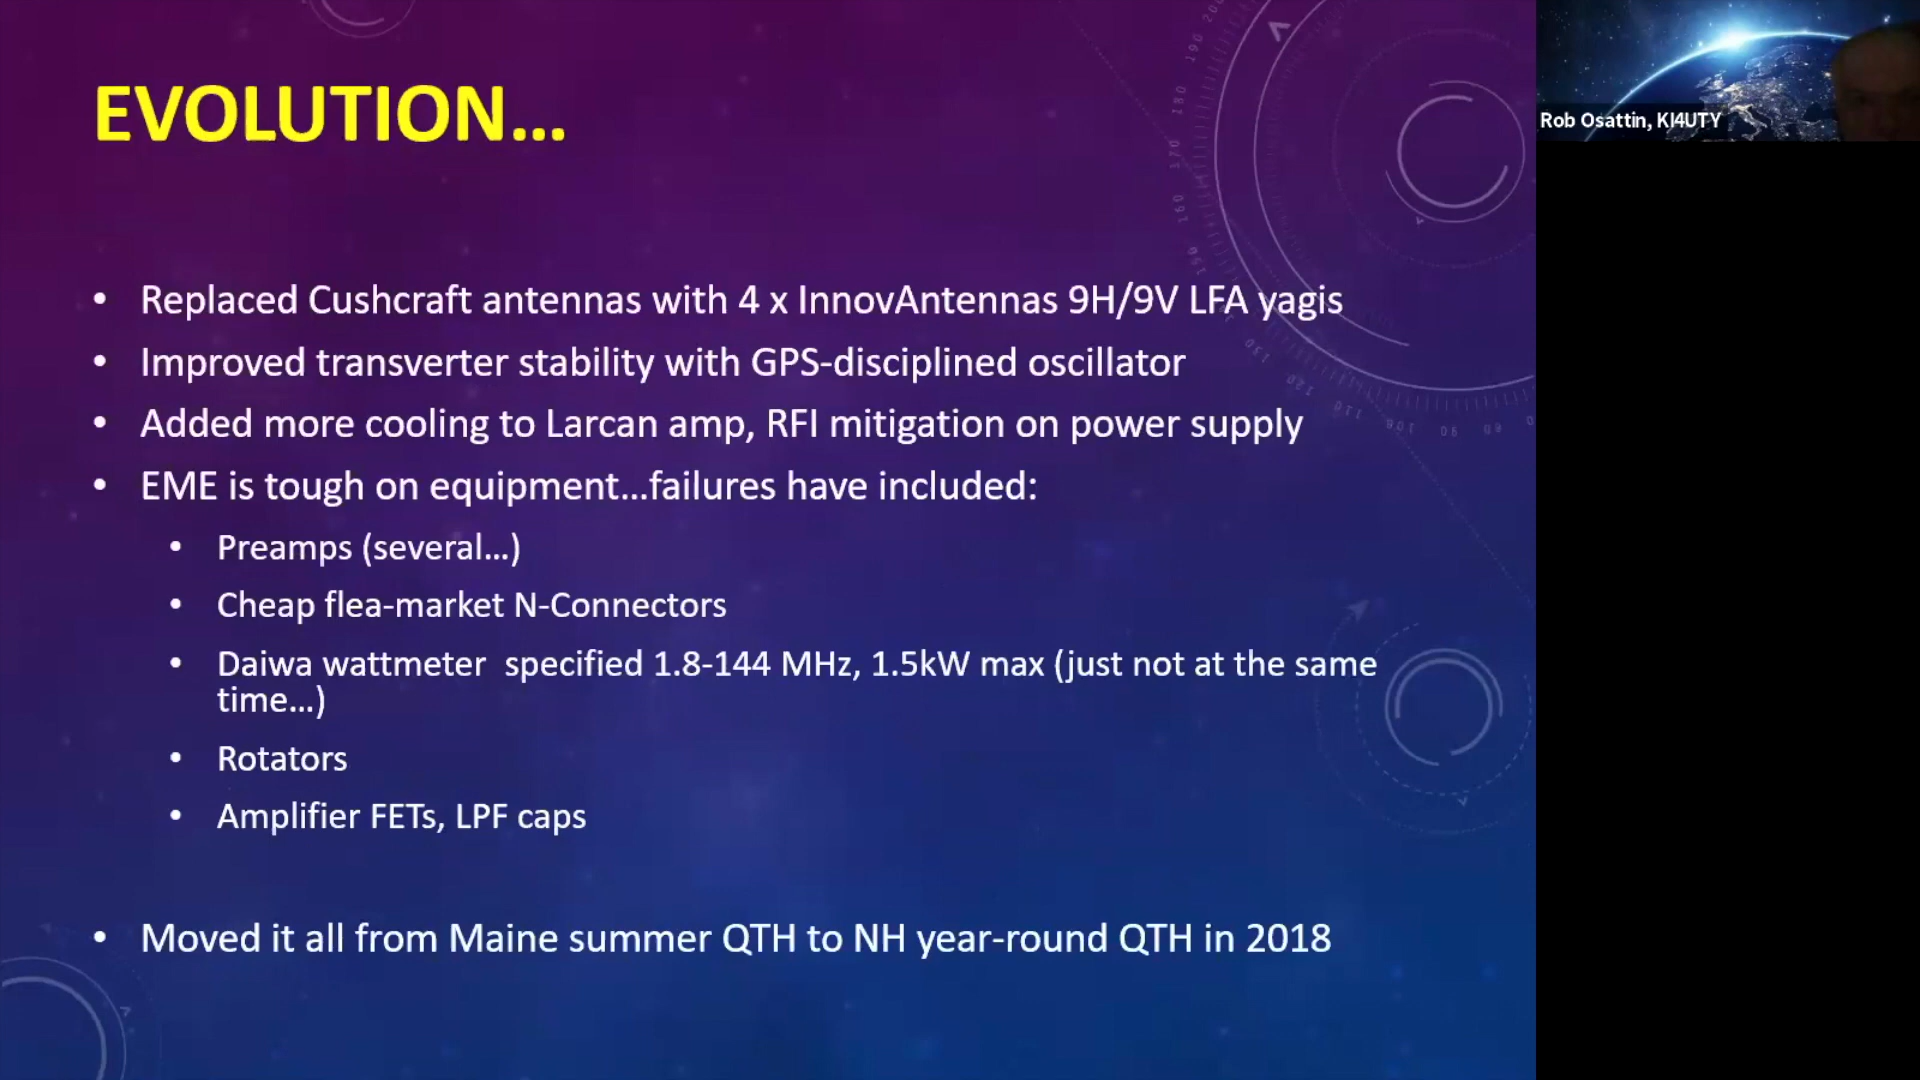 EVOLUTION...
Rob Osattin, KI4UTY
• Replaced Cushcraft antennas with 4 x InnovAntennas 9H/9V LFA yagis
• Improved transverter stability with GPS-disciplined oscillator
• Added more cooling to Larcan amp, RFI mitigation on power supply
• EME is tough on equipment...failures have included:
• Preamps (several...)
• Cheap flea-market N-Connectors
• Daiwa wattmeter  specified 1.8-144 MHz, 1.5kW max (just not at the same
time...)
• Rotators
• Amplifier FETs, LPF caps
• Moved it all from Maine summer QTH to NH year-round QTH in 2018